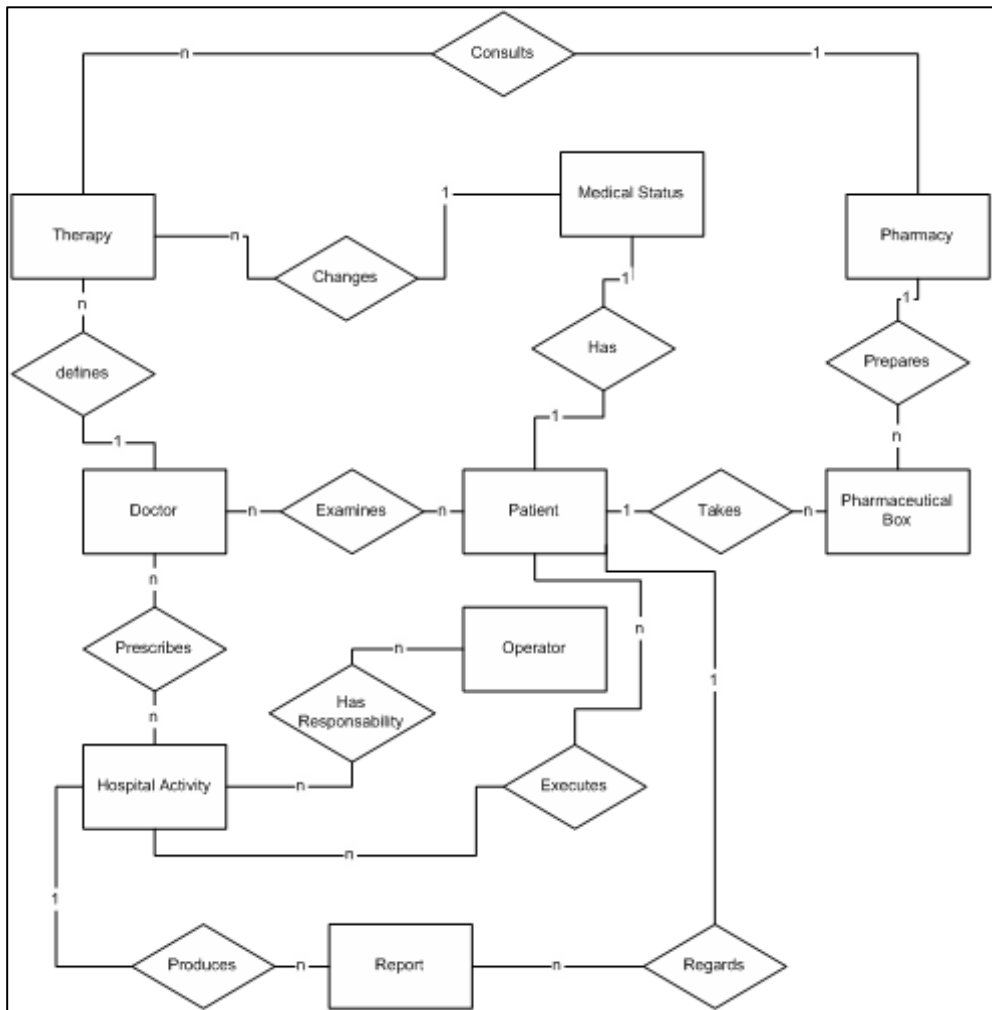 Consults
n
1
Medical Status
1
Therapy
n
Pharmacy
Changes
1
n
1
Has
Prepares
defines
1
n
1
Doctor
n
Examines
n
Patient
1
Takes
n
Pharmaceutical
Box
n
Operator
n
n
Prescribes
1
Has
Responsability
n
Hospital Activity
n
Executes
n
1
Produces
n
Report
n
Regards